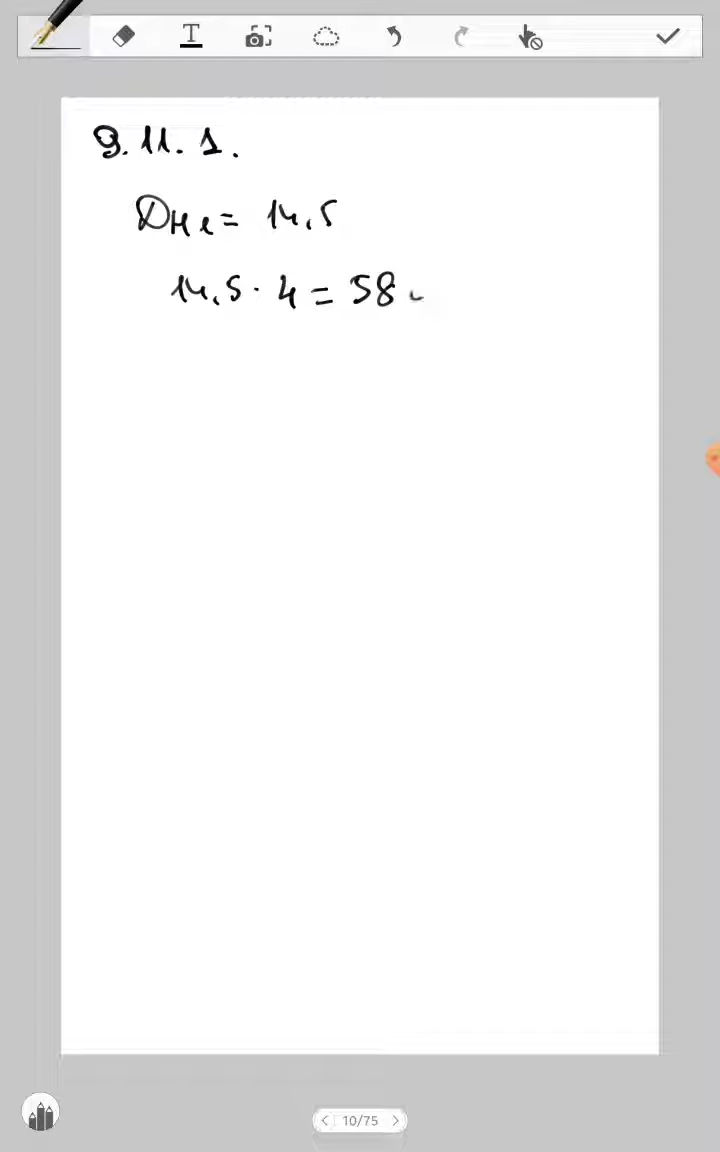 T
9.11.1.
DHe = 14,5
14,5 · 4 = 58
10/75